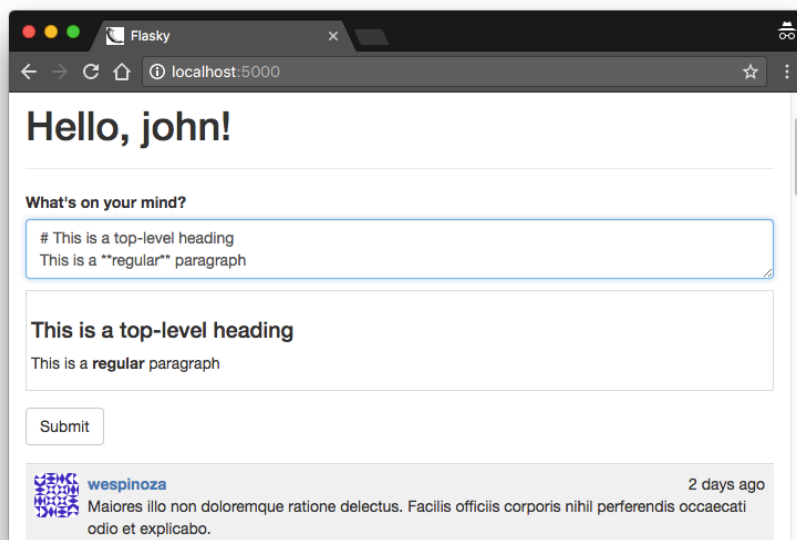 Flasky
localhost:5000
Hello, john!
What's on your mind?
# This is a top-level heading
This is a **regular** paragraph
This is a top-level heading
This is a regular paragraph
Submit
wespinoza 2 days ago
Maiores illo non doloremque ratione delectus. Facilis officiis corporis nihil perferendis occaecati
odio et explicabo.